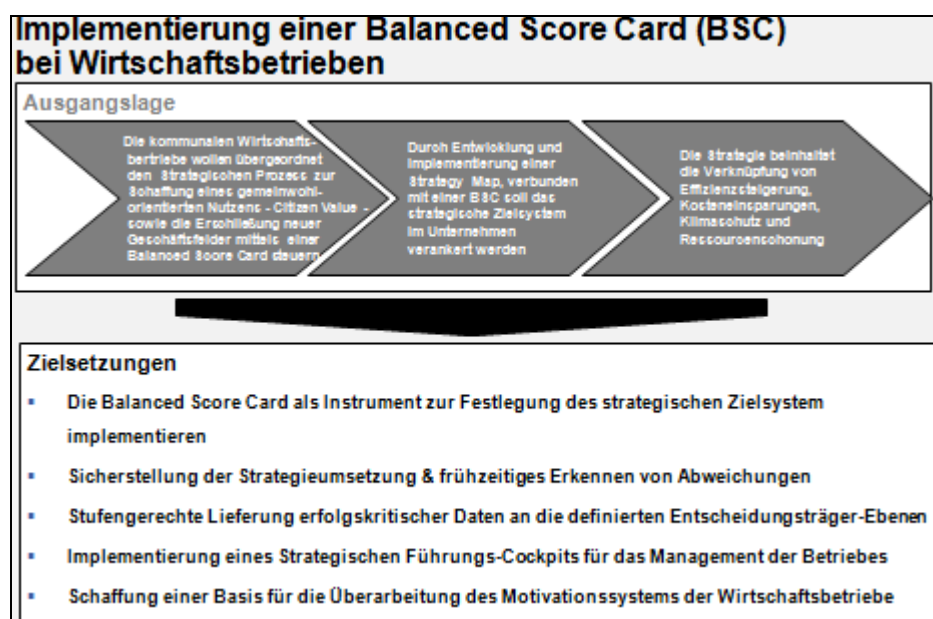 Implementierung einer Balanced Score Card (BSC)
bei Wirtschaftsbetrieben
Ausgangslage
Die kommunalen Wirtschafts-
bertriebe wollen übergeordnet
den Strategischen Prozess zur
Schaffung eines gemeinwohl-
orientierten Nutzens - Citizen Value -
sowie die Erschließung neuer
Geschäftsfelder mittels einer
Balanced Score Card steuern
Durch Entwicklung und
Implementierung einer
Strategy Map, verbunden
mit einer BSC soll das
strategische Zielsystem
im Unternehmen
verankert werden
Die Strategie beinhaltet
die Verknüpfung von
Effizienzsteigerung,
Kosteneinsparungen,
Klimaschutz und
Ressourcenschonung
Zielsetzungen
▪ Die Balanced Score Card als Instrument zur Festlegung des strategischen Zielsystem
implementieren
▪ Sicherstellung der Strategieumsetzung & frühzeitiges Erkennen von Abweichungen
▪ Stufengerechte Lieferung erfolgskritischer Daten an die definierten Entscheidungsträger-Ebenen
▪ Implementierung eines Strategischen Führungs-Cockpits für das Management der Betriebes
▪ Schaffung einer Basis für die Überarbeitung des Motivationssystems der Wirtschaftsbetriebe